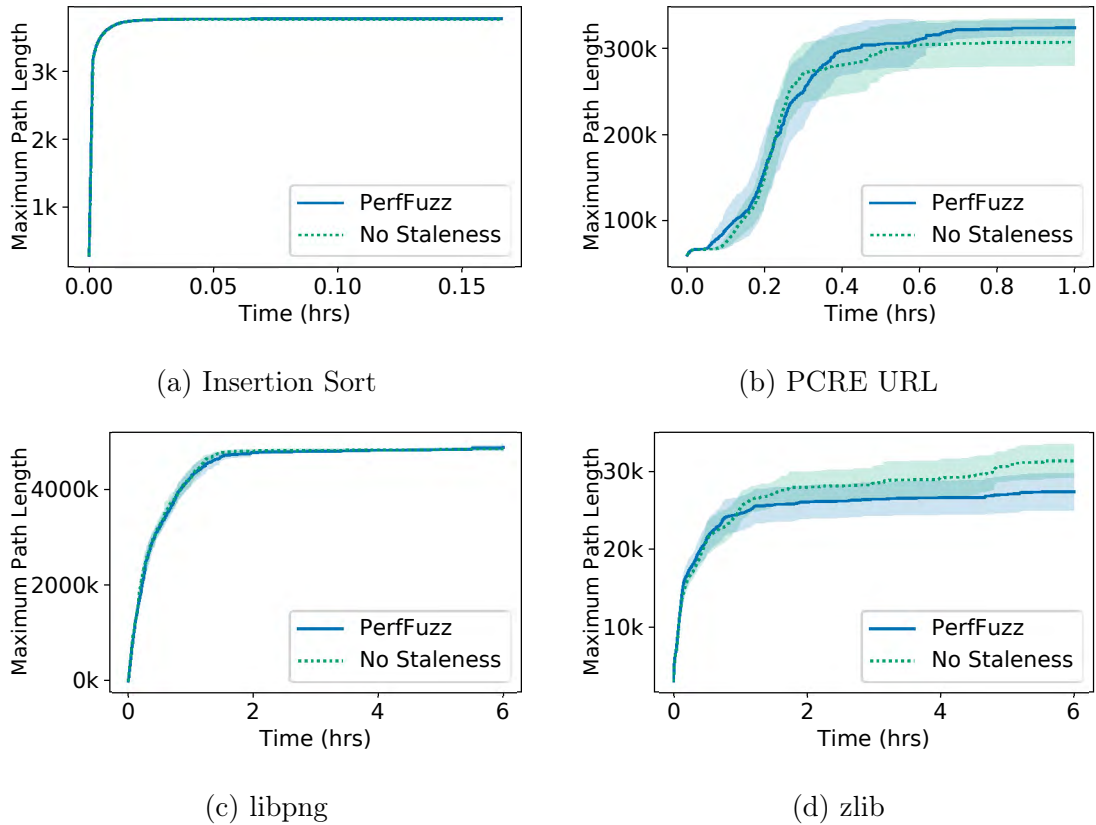 Maximum Path Length
3k
2k
1k
PerfFuzz
No Staleness
0.00 0.05 0.10 0.15
Time (hrs)
(a) Insertion Sort
Maximum Path Length
300k
200k
100k
PerfFuzz
No Staleness
0.0 0.2 0.4 0.6 0.8 1.0
Time (hrs)
(b) PCRE URL
Maximum Path Length
4000k
2000k
0k
PerfFuzz
No Staleness
0 2 4 6
Time (hrs)
(c) libpng
Maximum Path Length
30k
20k
10k
PerfFuzz
No Staleness
0 2 4 6
Time (hrs)
(d) zlib